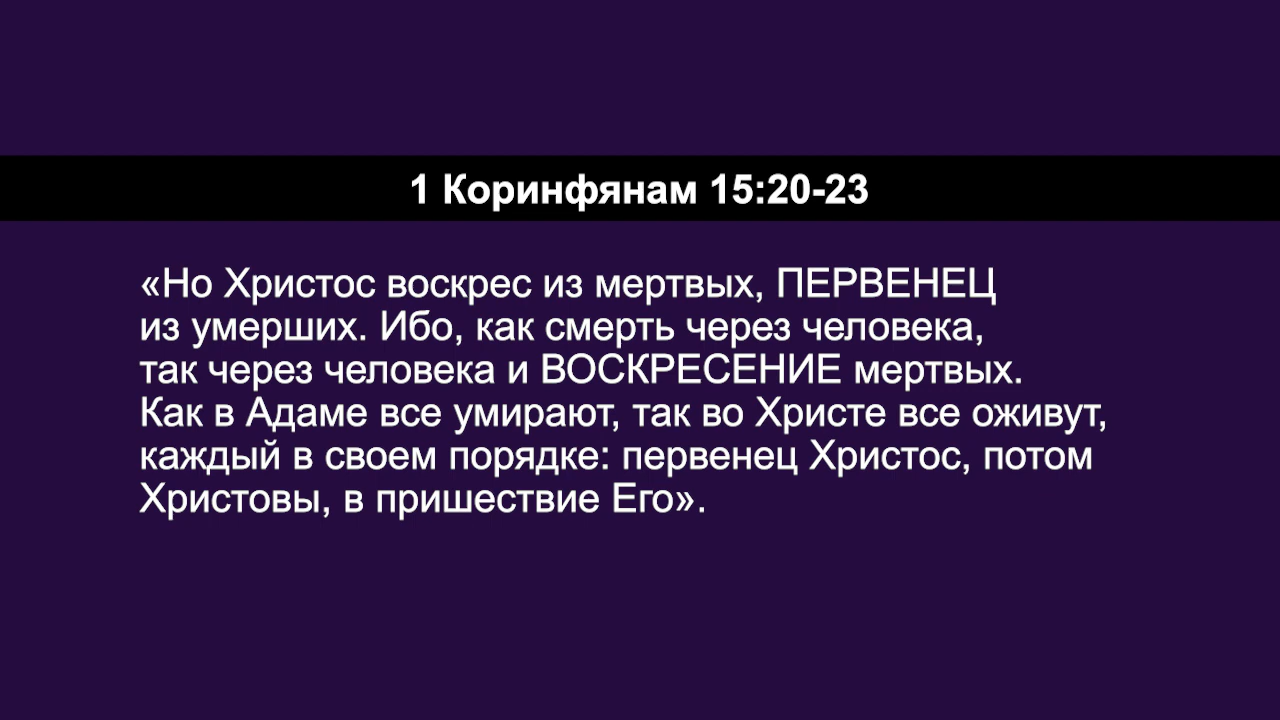 1 Коринфянам 15:20-23
«Но Христос воскрес из мертвых, ПЕРВЕНЕЦ
из умерших. Ибо, как смерть через человека,
так через человека и ВОСКРЕСЕНИЕ мертвых.
Как в Адаме все умирают, так во Христе все оживут,
каждый в своем порядке: первенец Христос, потом
Христовы, в пришествие Его».